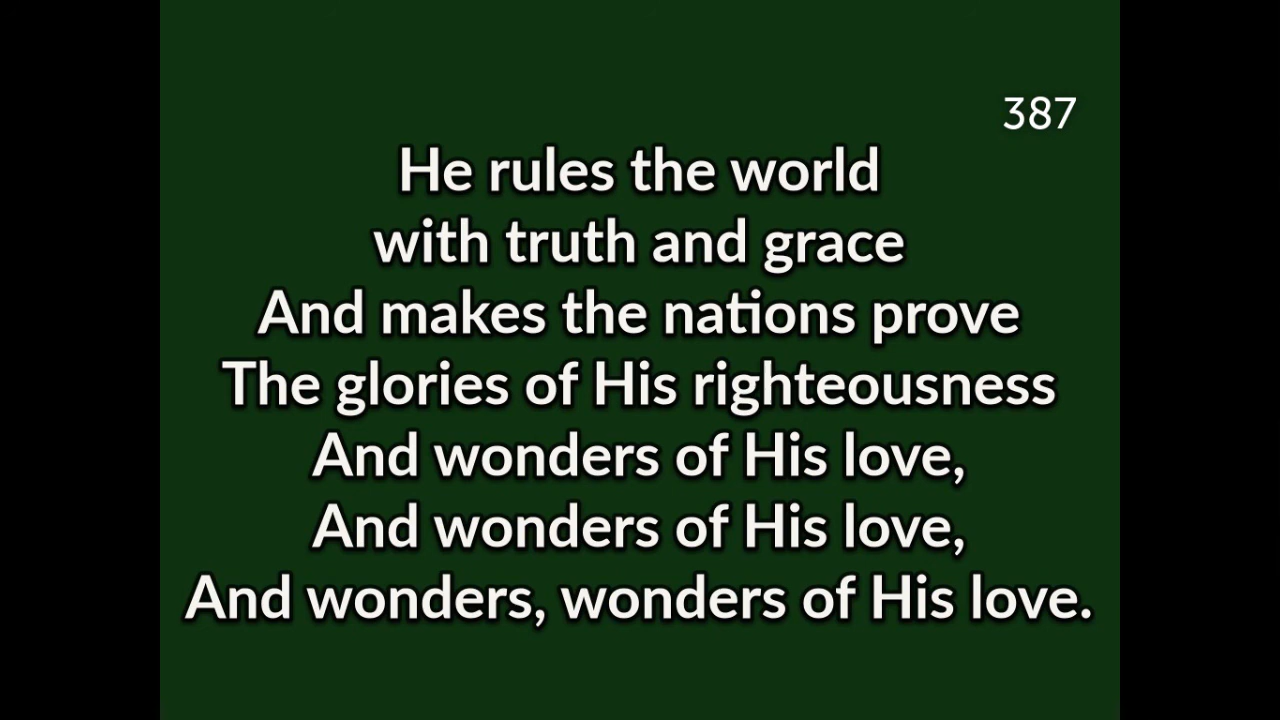 387
He rules the world
with truth and grace
And makes the nations prove
The glories of His righteousness
And wonders of His love,
And wonders of His love,
And wonders, wonders of His love.